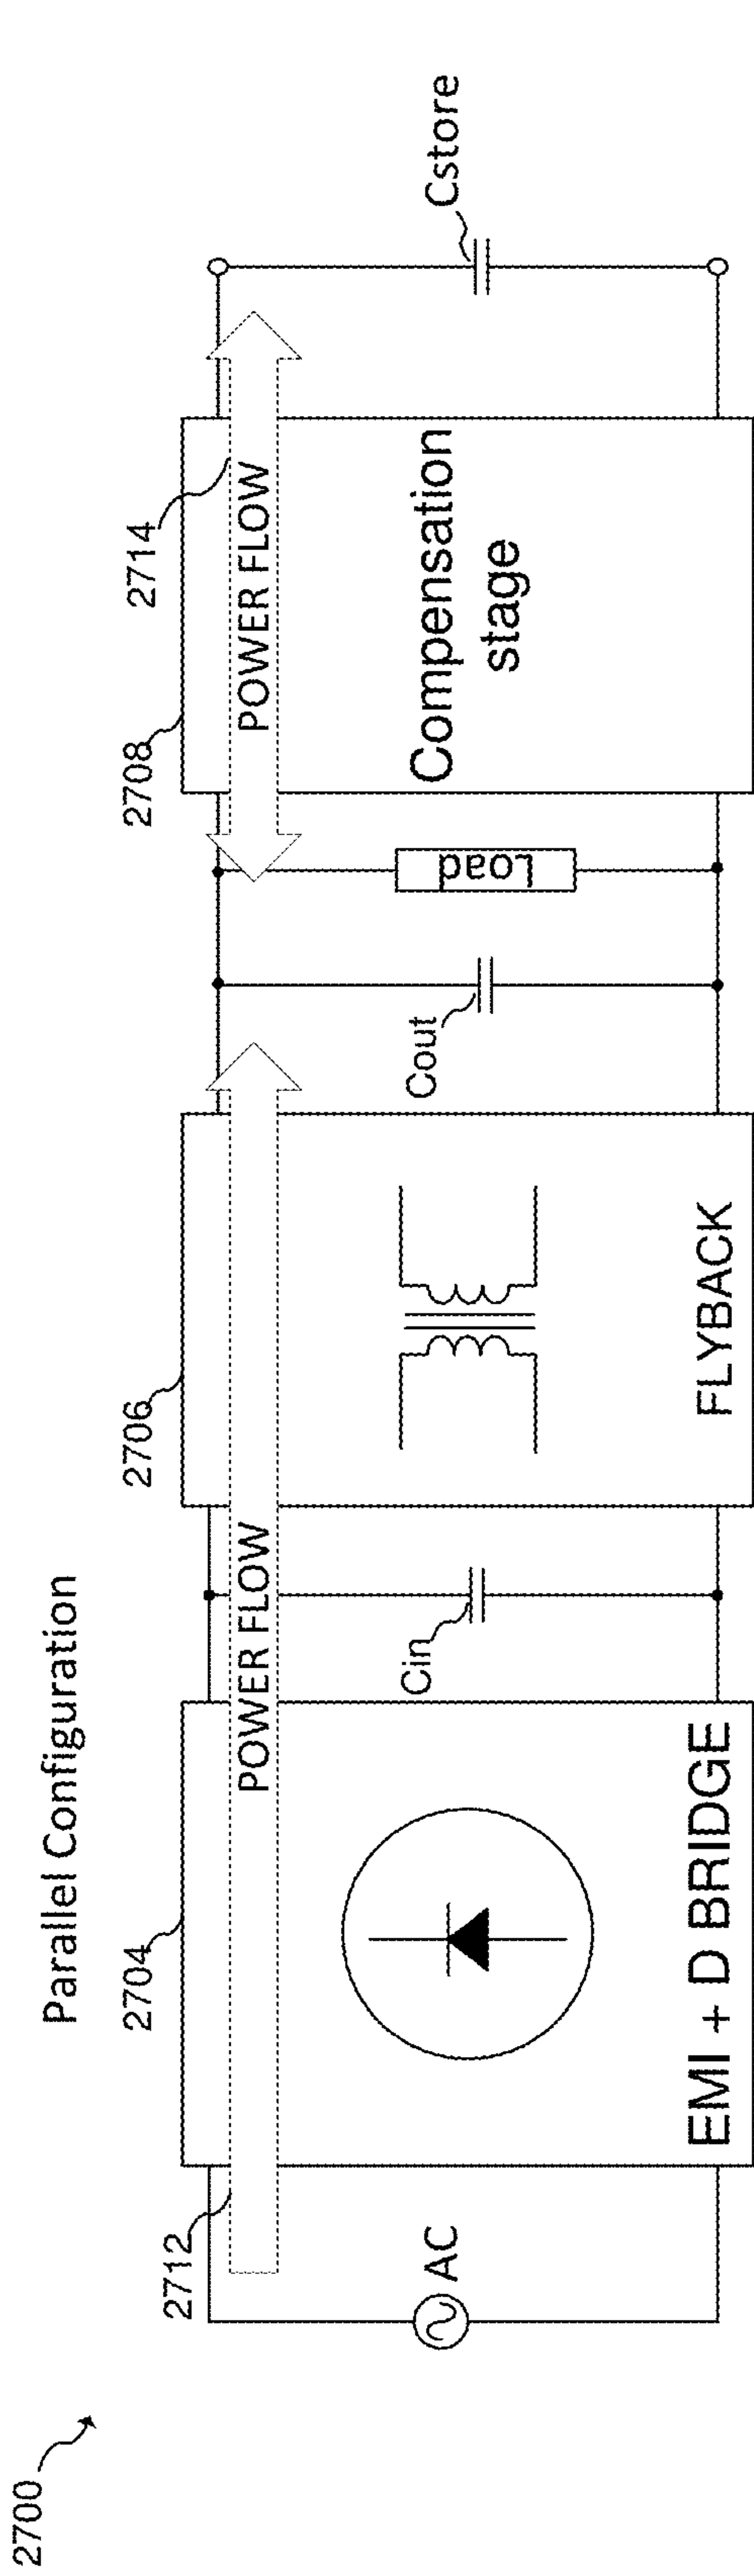 2700
Parallel Configuration
2712
2704
2706
2708
2714
POWER FLOW
POWER FLOW
AC
EMI + D BRIDGE
Cin
FLYBACK
Cout
Load
Compensation
stage
Cstore